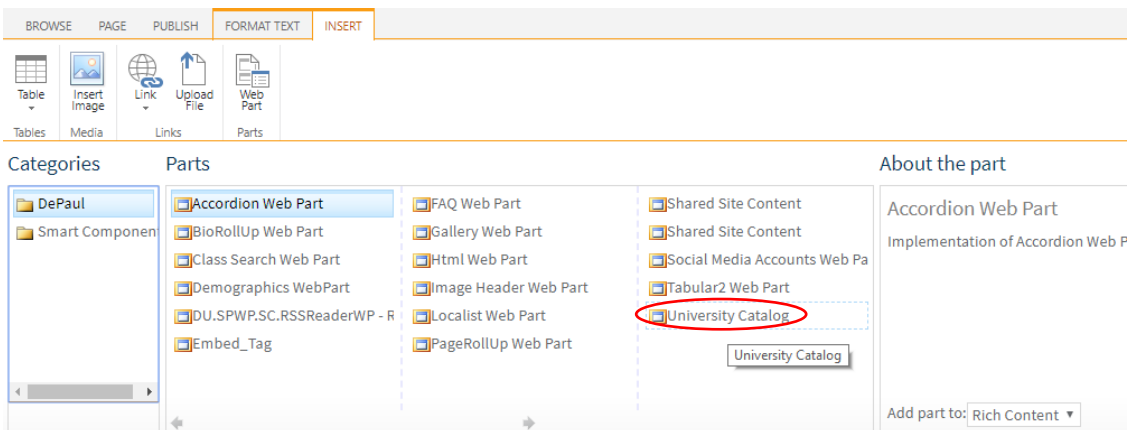 BROWSE PAGE PUBLISH FORMAT TEXT INSERT
Table Insert Image Link Upload File Web Part
Tables Media Links Parts
Categories Parts About the part
DePaul
Smart Componen
Accordion Web Part
BioRollUp Web Part
Class Search Web Part
Demographics WebPart
DU.SPWP.SC.RSSReaderWP - R
Embed_Tag
FAQ Web Part
Gallery Web Part
Html Web Part
Image Header Web Part
Localist Web Part
PageRollUp Web Part
Shared Site Content
Shared Site Content
Social Media Accounts Web Pa
Tabular2 Web Part
University Catalog
University Catalog
Accordion Web Part
Implementation of Accordion Web P
Add part to: Rich Content